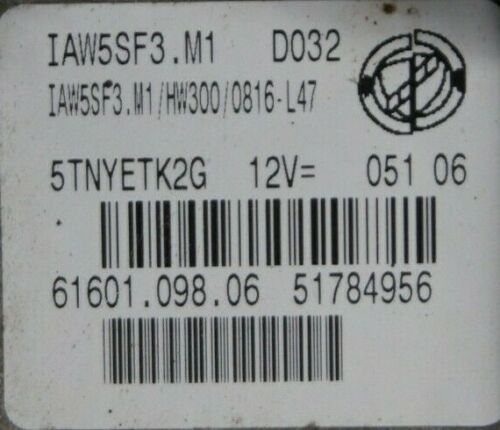 IAW5SF3.M1 D032
IAW5SF3.M1/HW300/0816-L47
5TNYETK2G 12V= 051 06
61601.098.06 51784956